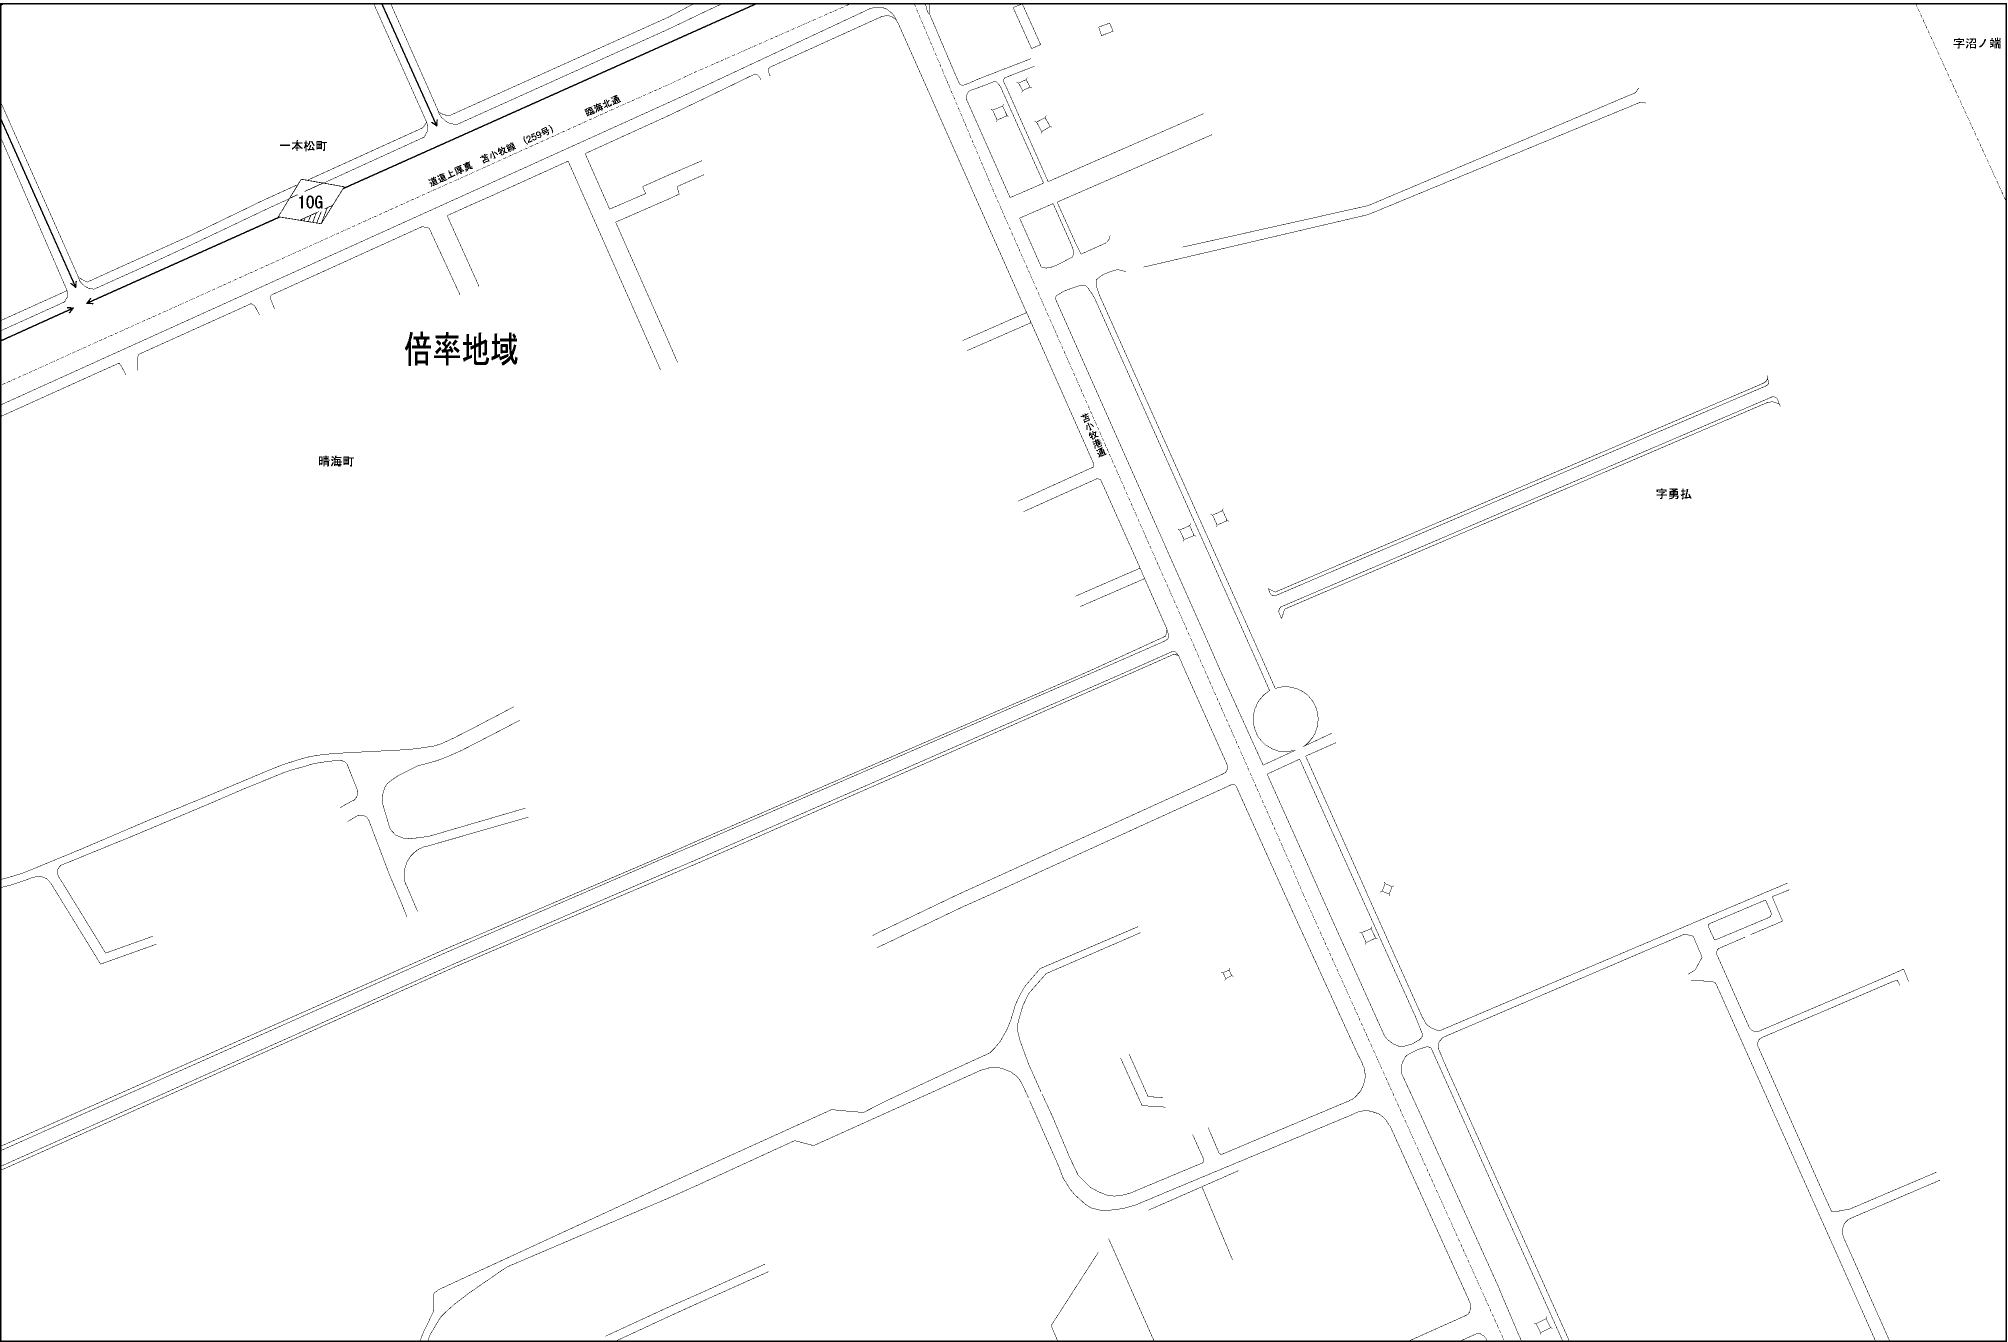 字沼ノ端
臨海北通
道道上厚真 苫小牧線 (259号)
一本松町
10G
倍率地域
苫小牧港通
晴海町
字勇払